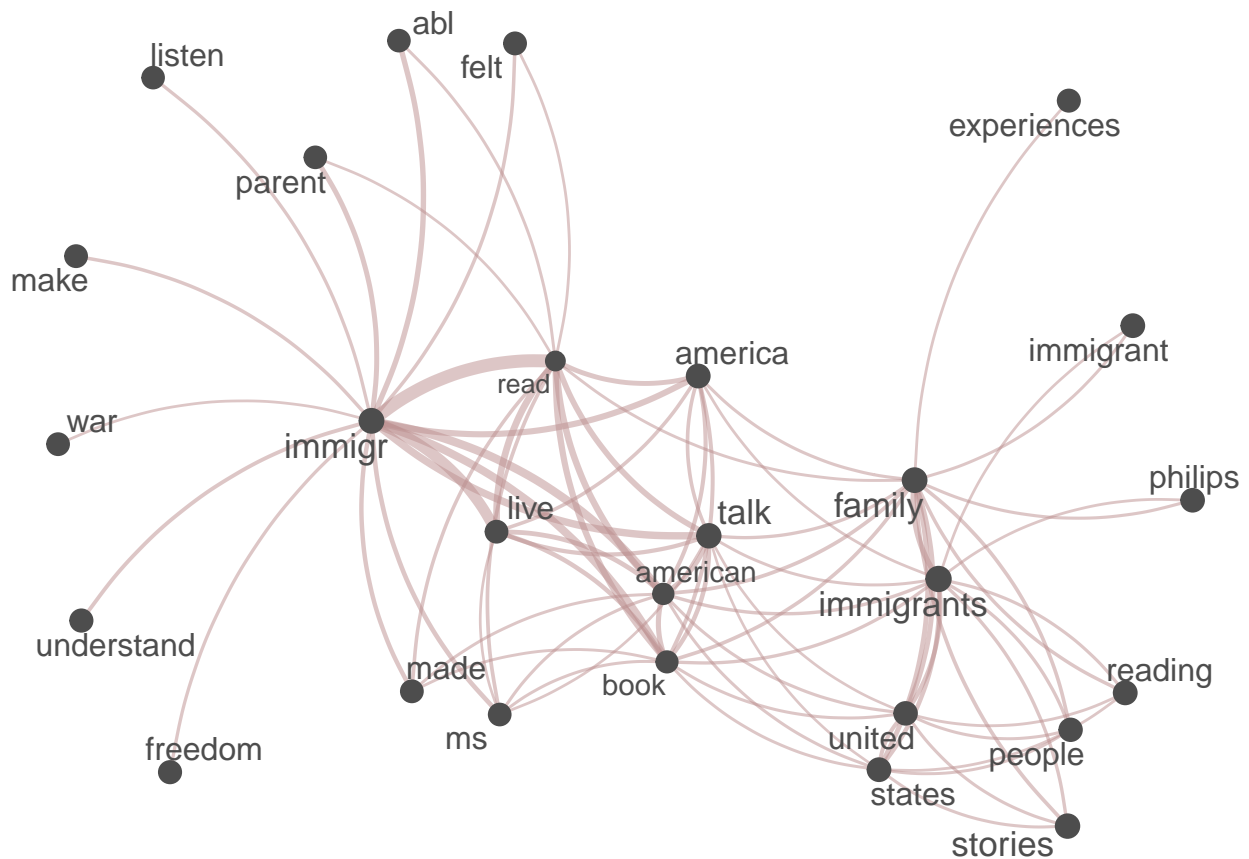 abl
listen
felt
experiences
parent
make
immigrant
america
read
war
immigr
philips
family
live
talk
american
immigrants
understand
made
book
reading
ms
united
freedom
people
states
stories